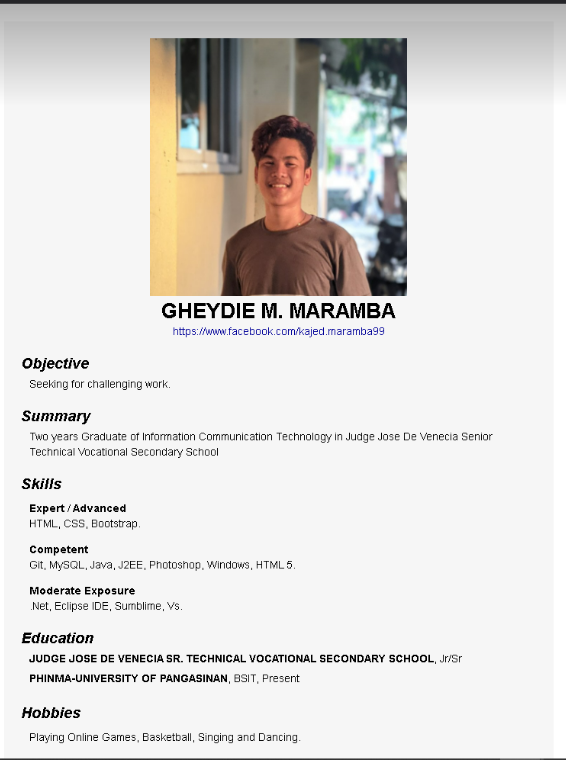 GHEYDIE M. MARAMBA
https://www.facebook.com/kajed.maramba99
Objective
Seeking for challenging work.
Summary
Two years Graduate of Information Communication Technology in Judge Jose De Venecia Senior
Technical Vocational Secondary School
Skills
Expert / Advanced
HTML, CSS, Bootstrap.
Competent
Git, MySQL, Java, J2EE, Photoshop, Windows, HTML 5.
Moderate Exposure
.Net, Eclipse IDE, Sumblime, Vs.
Education
JUDGE JOSE DE VENECIA SR. TECHNICAL VOCATIONAL SECONDARY SCHOOL, Jr/Sr
PHINMA-UNIVERSITY OF PANGASINAN, BSIT, Present
Hobbies
Playing Online Games, Basketball, Singing and Dancing.